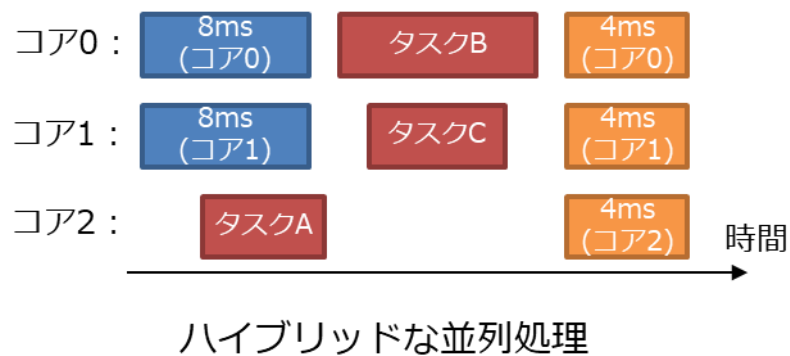 コア0：
8ms
(コア0)
タスクB
4ms
(コア0)
コア1：
8ms
(コア1)
タスクC
4ms
(コア1)
コア2：
タスクA
4ms
(コア2)
時間
ハイブリッドな並列処理